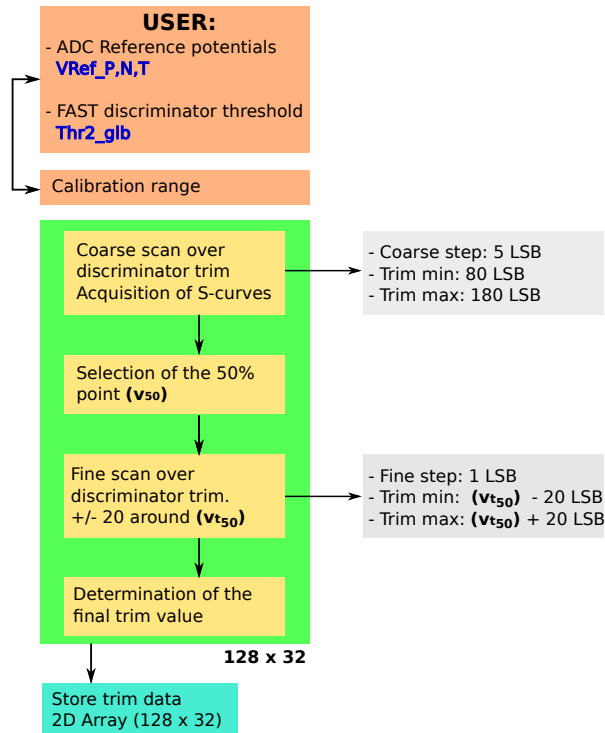 USER:
- ADC Reference potentials
VRef_P,N,T
- FAST discriminator threshold
Thr2_glb
Calibration range
Coarse scan over
discriminator trim
Acquisition of S-curves
- Coarse step: 5 LSB
- Trim min: 80 LSB
- Trim max: 180 LSB
Selection of the 50%
point (v50)
Fine scan over
discriminator trim.
+/- 20 around (vt50)
- Fine step: 1 LSB
- Trim min: (vt50) - 20 LSB
- Trim max: (vt50) + 20 LSB
Determination of the
final trim value
128 x 32
Store trim data
2D Array (128 x 32)